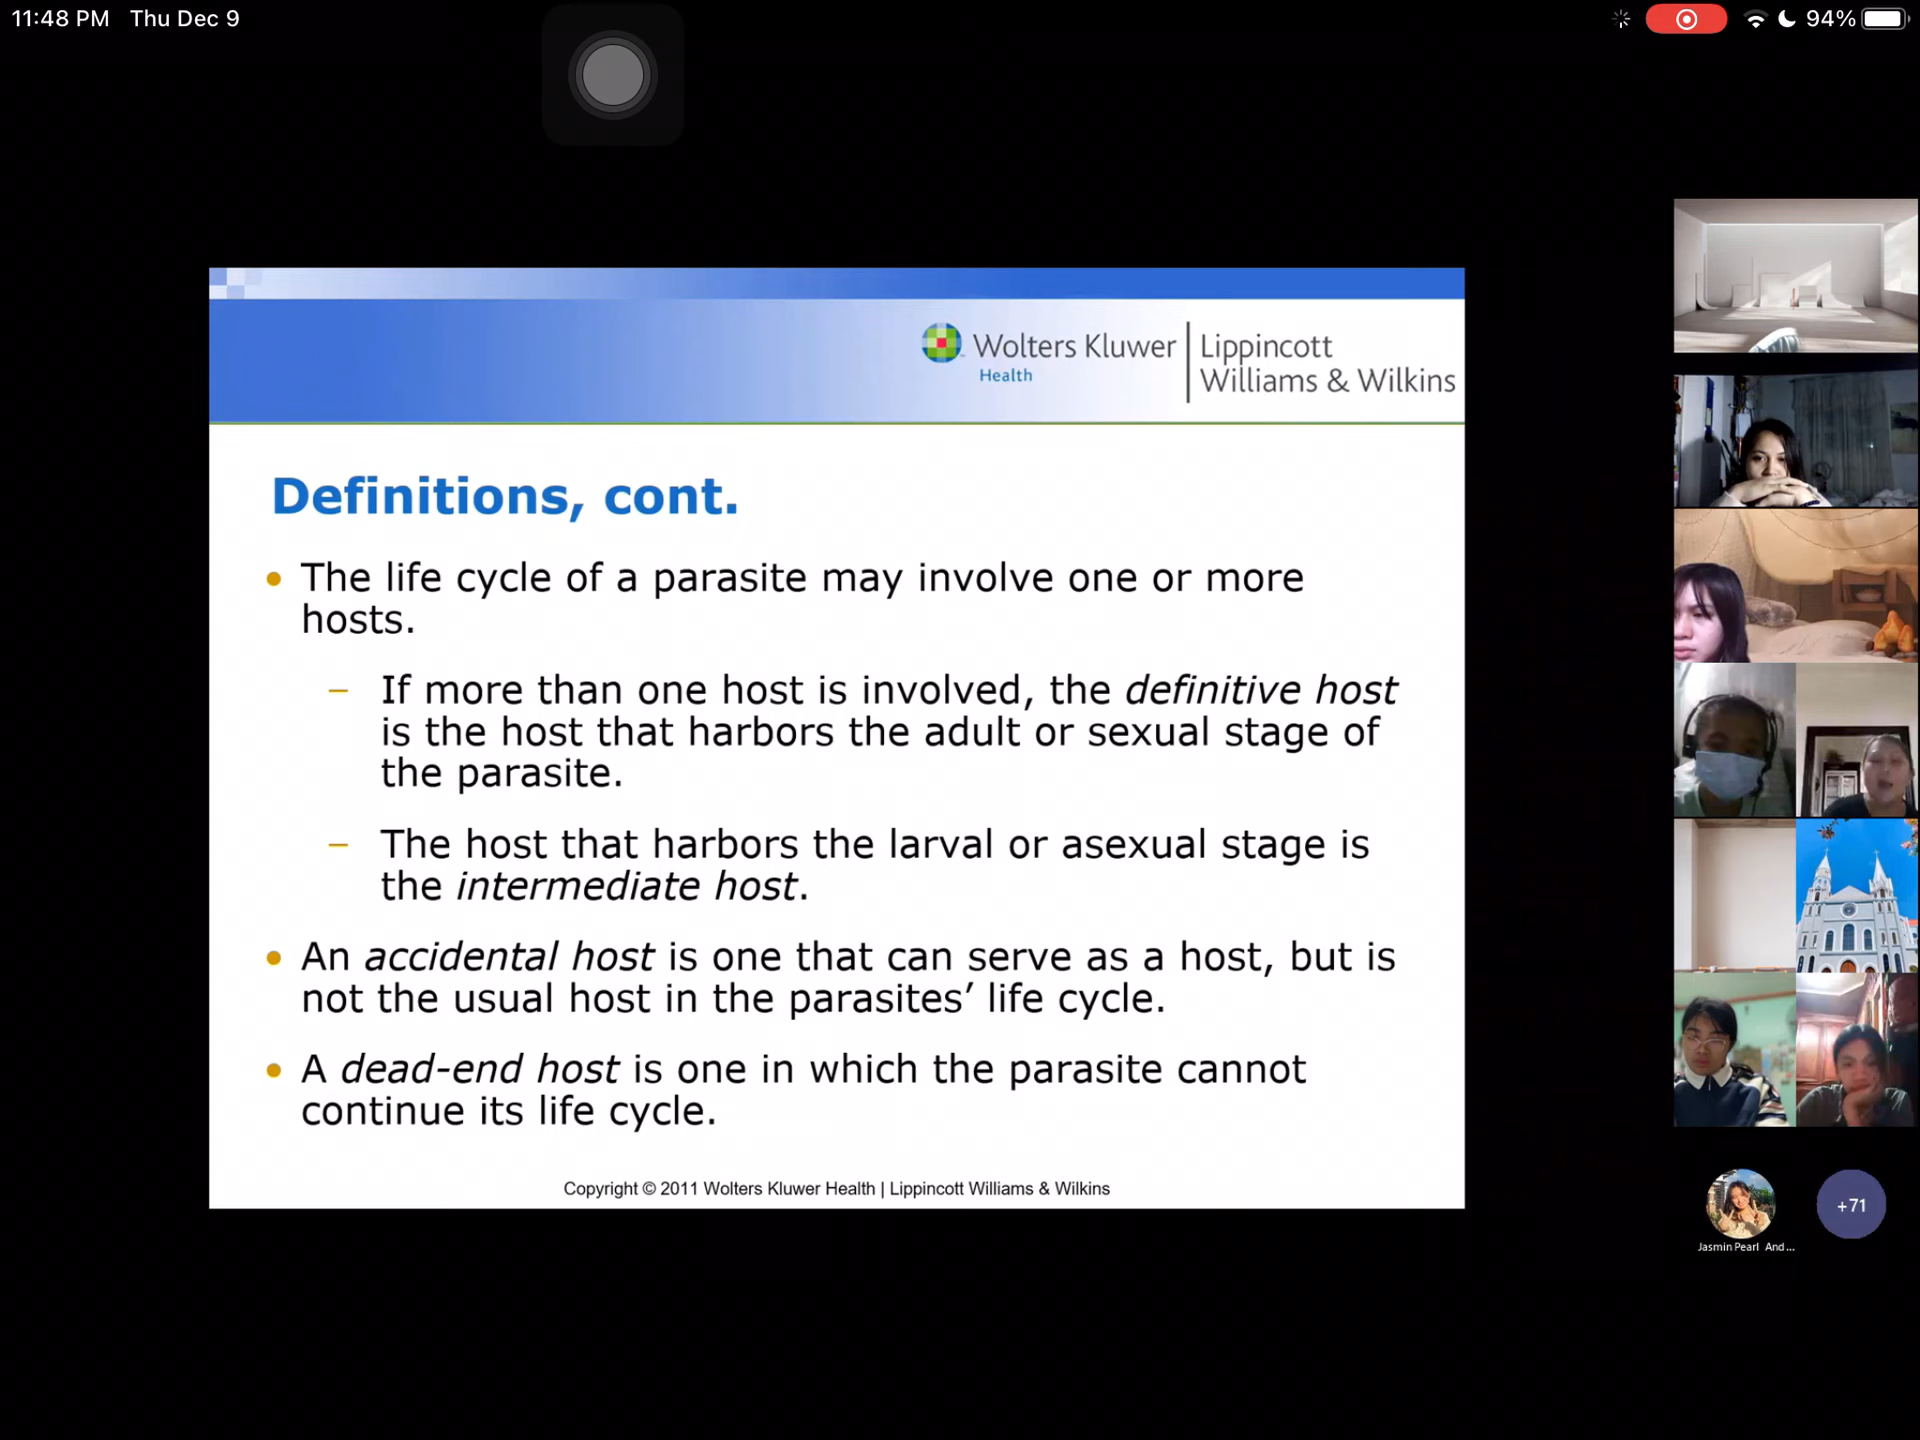 11:48 PM Thu Dec 9
94%
Wolters Kluwer
Health
Lippincott
Williams & Wilkins
Definitions, cont.
• The life cycle of a parasite may involve one or more
hosts.
– If more than one host is involved, the definitive host
is the host that harbors the adult or sexual stage of
the parasite.
– The host that harbors the larval or asexual stage is
the intermediate host.
• An accidental host is one that can serve as a host, but is
not the usual host in the parasites’ life cycle.
• A dead-end host is one in which the parasite cannot
continue its life cycle.
Copyright © 2011 Wolters Kluwer Health | Lippincott Williams & Wilkins
+71
Jasmin Pearl And...